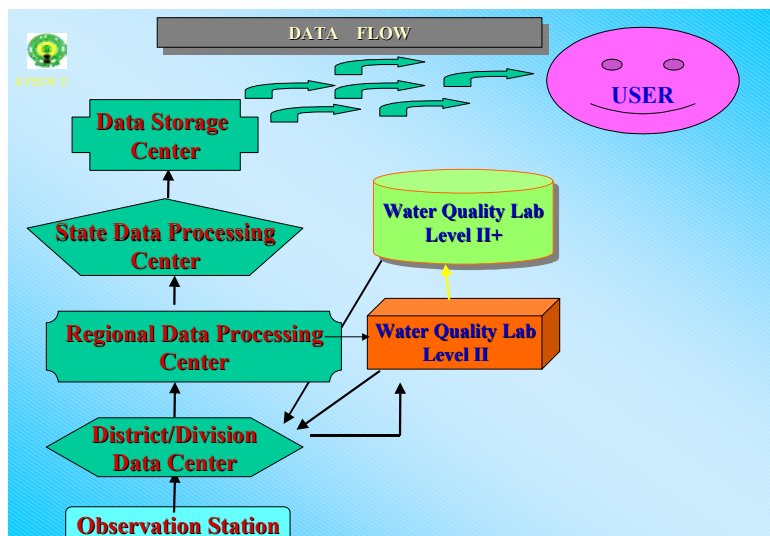 DATA FLOW
USER
Data Storage
Center
State Data Processing
Center
Water Quality Lab
Level II+
Regional Data Processing
Center
Water Quality Lab
Level II
District/Division
Data Center
Observation Station